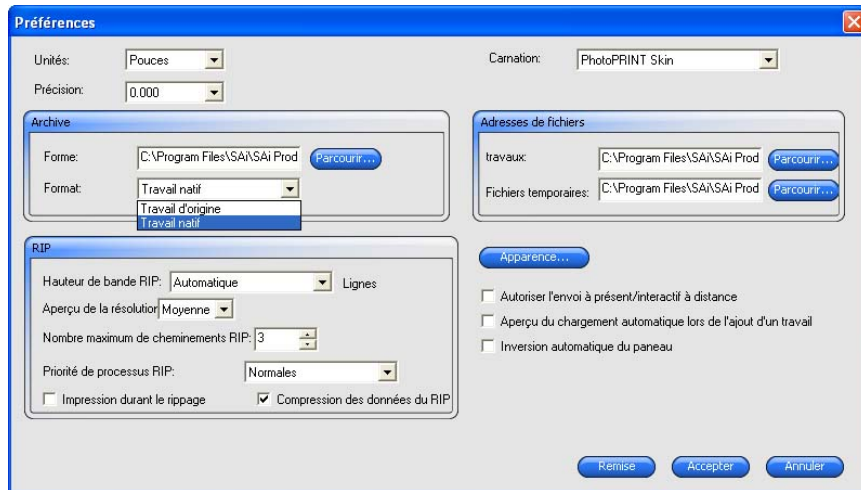 Préférences
Unités: Pouces
Carnation: PhotoPRINT Skin
Précision: 0.000
Archive
Forme: C:\Program Files\SAi\SAi Prod Parcourir...
Format: Travail natif
Travail d'origine
Travail natif
Adresses de fichiers
travaux: C:\Program Files\SAi\SAi Prod Parcourir...
Fichiers temporaires: C:\Program Files\SAi\SAi Prod Parcourir...
RIP
Hauteur de bande RIP: Automatique Lignes
Aperçu de la résolution Moyenne
Nombre maximum de cheminements RIP: 3
Priorité de processus RIP: Normales
Impression durant le rippage Compression des données du RIP
Apparence...
Autoriser l'envoi à présent/interactif à distance
Aperçu du chargement automatique lors de l'ajout d'un travail
Inversion automatique du paneau
Remise Accepter Annuler